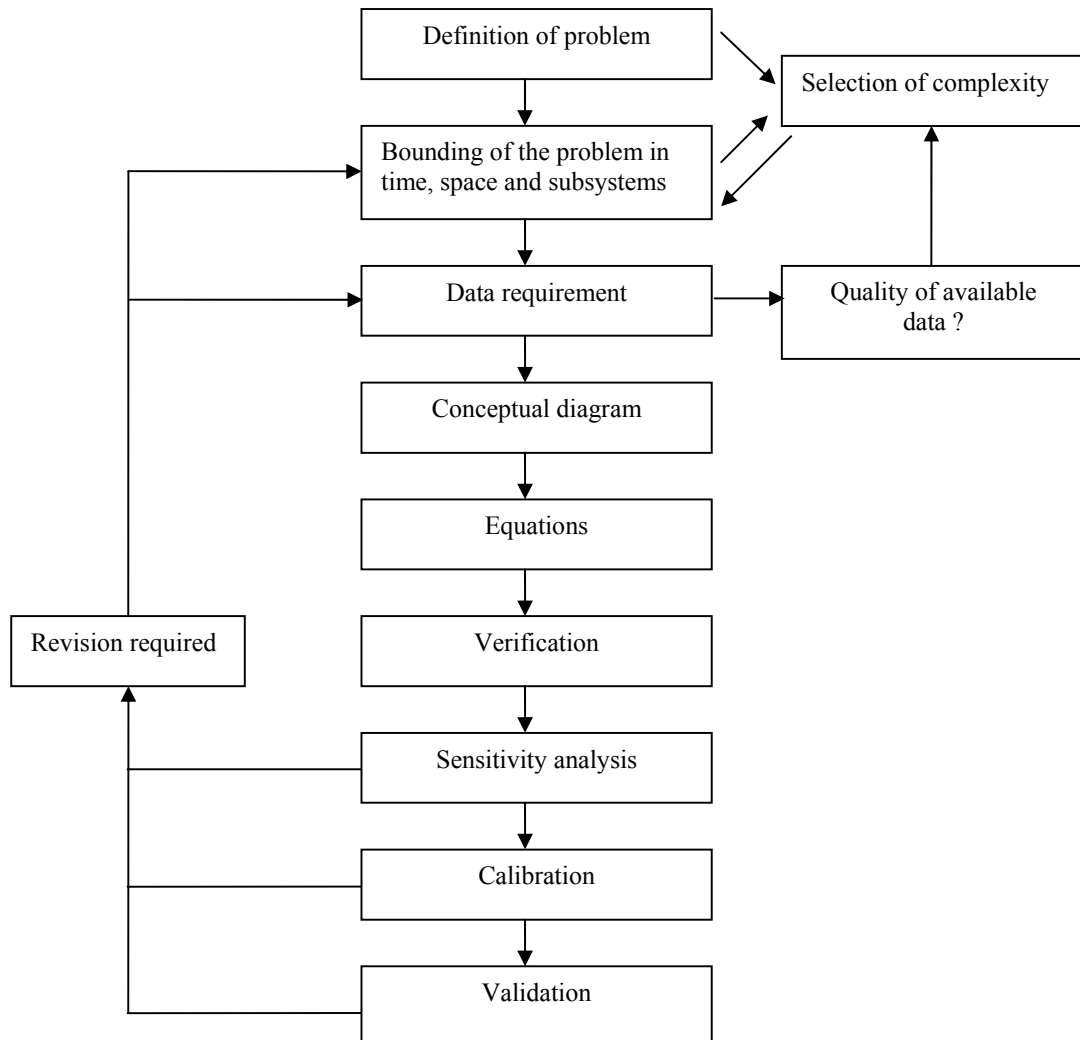 Definition of problem
Selection of complexity
Bounding of the problem in
time, space and subsystems
Data requirement
Quality of available
data ?
Conceptual diagram
Equations
Revision required
Verification
Sensitivity analysis
Calibration
Validation